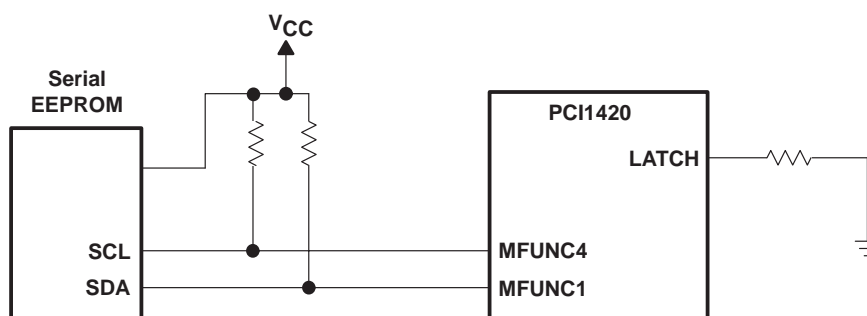 VCC
Serial
EEPROM
PCI1420
LATCH
SCL
MFUNC4
SDA
MFUNC1